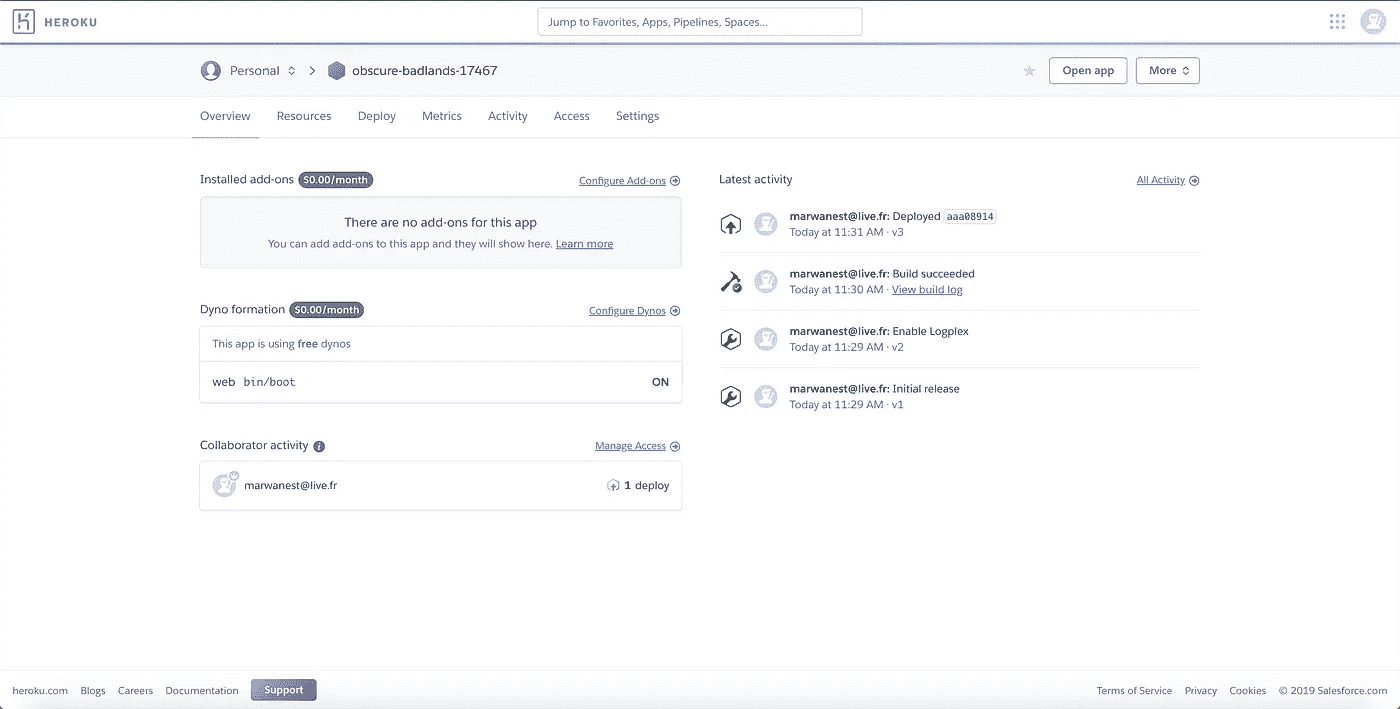 HEROKU
Jump to Favorites, Apps, Pipelines, Spaces...
Personal
obscure-badlands-17467
Open app
More
Overview
Resources
Deploy
Metrics
Activity
Access
Settings
Installed add-ons $0.00/month
Configure Add-ons
There are no add-ons for this app
You can add add-ons to this app and they will show here. Learn more
Dyno formation $0.00/month
Configure Dynos
This app is using free dynos
web bin/boot
ON
Collaborator activity i
Manage Access
marwanest@live.fr
1 deploy
Latest activity
All Activity
marwanest@live.fr: Deployed aaa08914
Today at 11:31 AM · v3
marwanest@live.fr: Build succeeded
Today at 11:30 AM · View build log
marwanest@live.fr: Enable Logplex
Today at 11:29 AM · v2
marwanest@live.fr: Initial release
Today at 11:29 AM · v1
heroku.com
Blogs
Careers
Documentation
Support
Terms of Service
Privacy
Cookies
© 2019 Salesforce.com